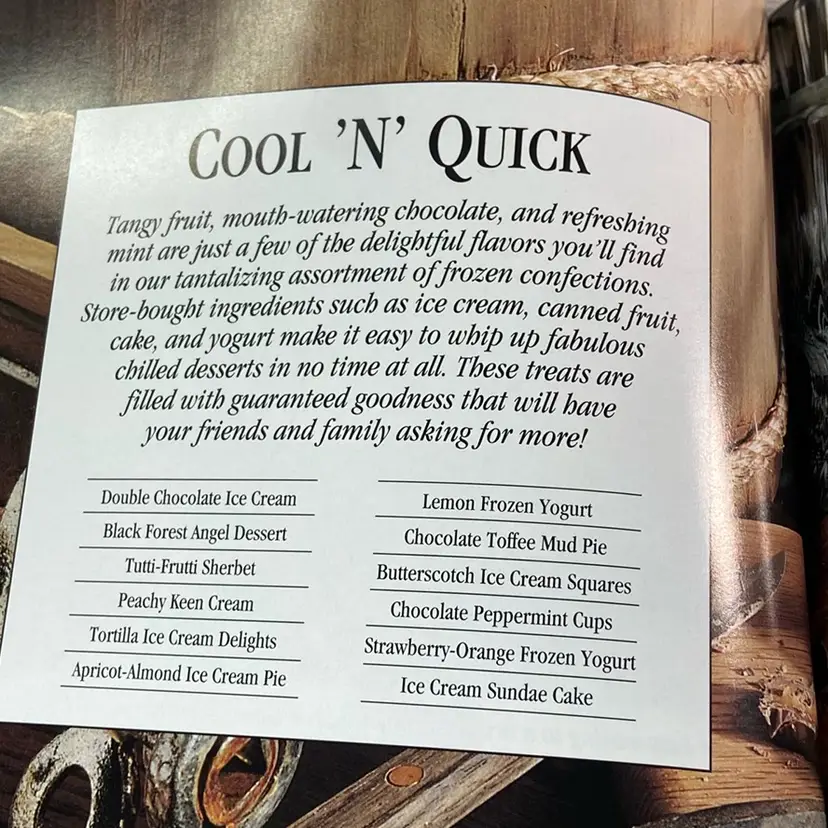 COOL 'N' QUICK
Tangy fruit, mouth-watering chocolate, and refreshing
mint are just a few of the delightful flavors you'll find
in our tantalizing assortment of frozen confections.
Store-bought ingredients such as ice cream, canned fruit,
cake, and yogurt make it easy to whip up fabulous
chilled desserts in no time at all. These treats are
filled with guaranteed goodness that will have
your friends and family asking for more!
Double Chocolate Ice Cream
Black Forest Angel Dessert
Tutti-Frutti Sherbet
Peachy Keen Cream
Tortilla Ice Cream Delights
Apricot-Almond Ice Cream Pie
Lemon Frozen Yogurt
Chocolate Toffee Mud Pie
Butterscotch Ice Cream Squares
Chocolate Peppermint Cups
Strawberry-Orange Frozen Yogurt
Ice Cream Sundae Cake